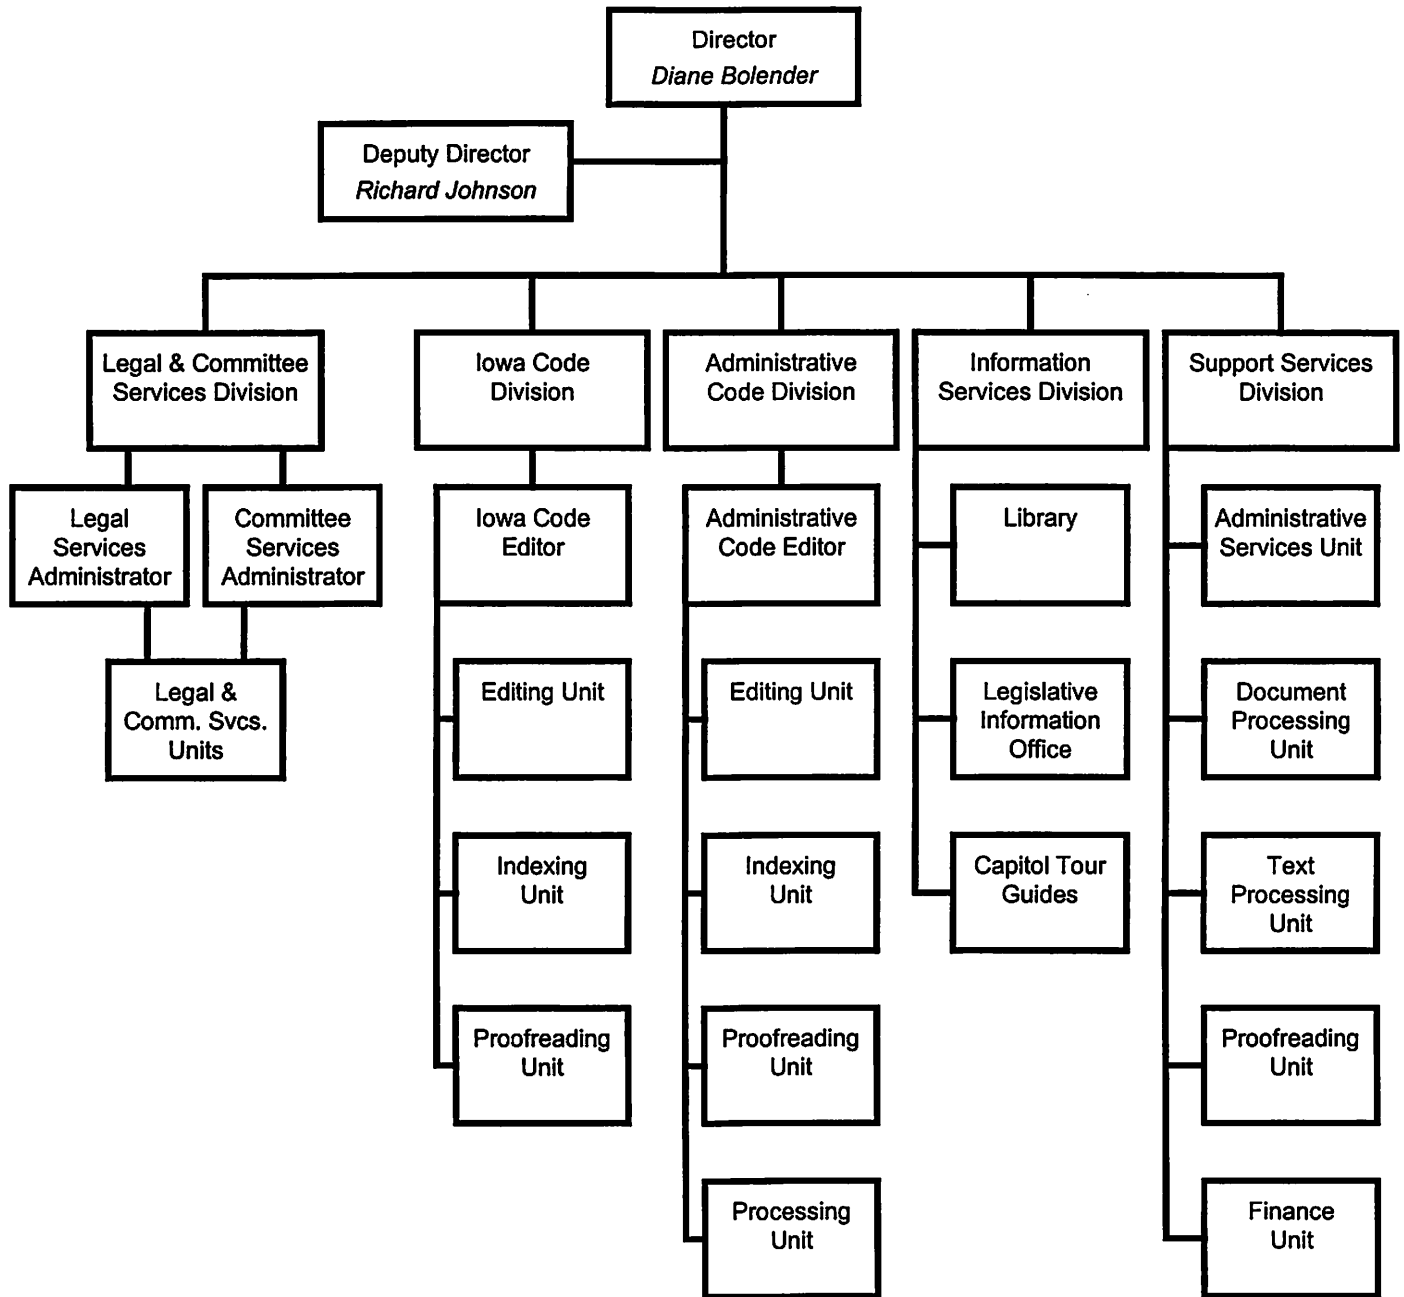 Director
Diane Bolender
Deputy Director
Richard Johnson
Legal & Committee
Services Division
Iowa Code
Division
Administrative
Code Division
Information
Services Division
Support Services
Division
Legal
Services
Administrator
Committee
Services
Administrator
Legal &
Comm. Svcs.
Units
Iowa Code
Editor
Editing Unit
Indexing
Unit
Proofreading
Unit
Administrative
Code Editor
Editing Unit
Indexing
Unit
Proofreading
Unit
Processing
Unit
Library
Legislative
Information
Office
Capitol Tour
Guides
Administrative
Services Unit
Document
Processing
Unit
Text
Processing
Unit
Proofreading
Unit
Finance
Unit